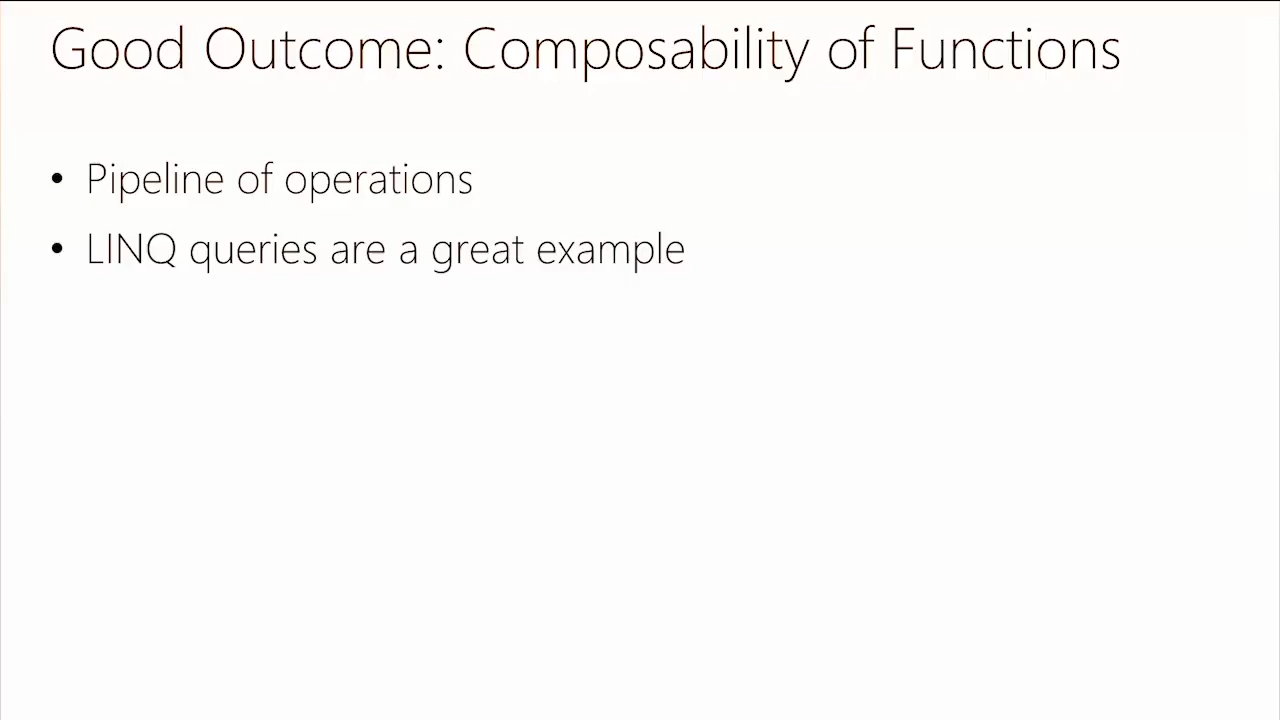 Good Outcome: Composability of Functions
• Pipeline of operations
• LINQ queries are a great example